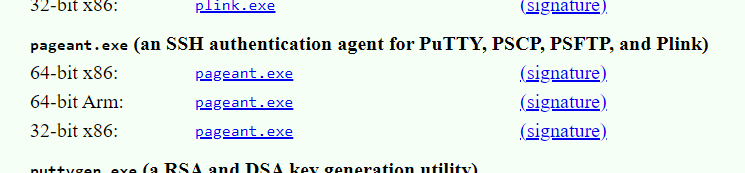 32-bit x86: plink.exe (signature)
pageant.exe (an SSH authentication agent for PuTTY, PSCP, PSFTP, and Plink)
64-bit x86: pageant.exe (signature)
64-bit Arm: pageant.exe (signature)
32-bit x86: pageant.exe (signature)
puttygen.exe (a RSA and DSA key generation utility)